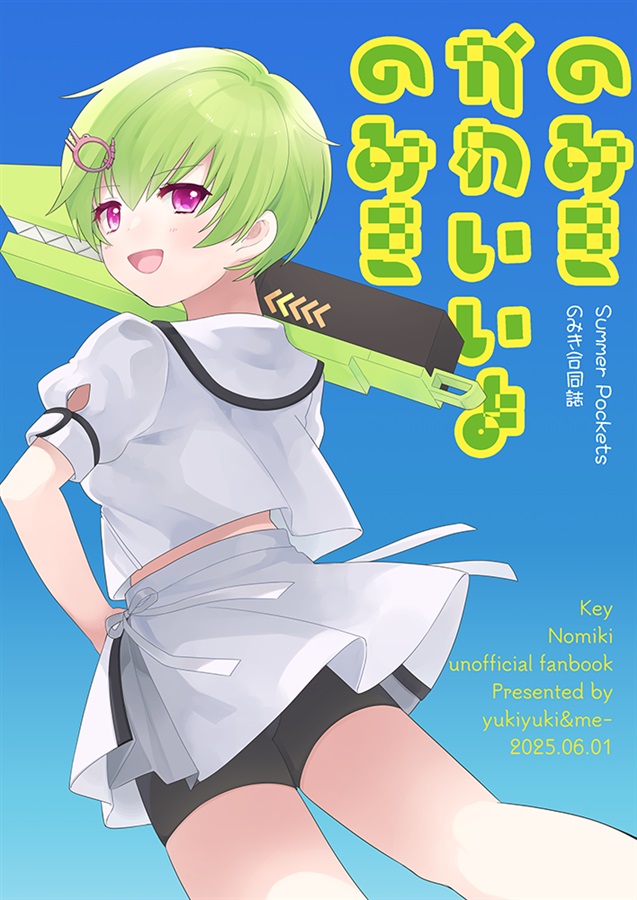 のみき
かわいいよ
のみき
Summer Pockets
のみき合同誌
Key
Nomiki
unofficial fanbook
Presented by
yukiyuki&me-
2025.06.01